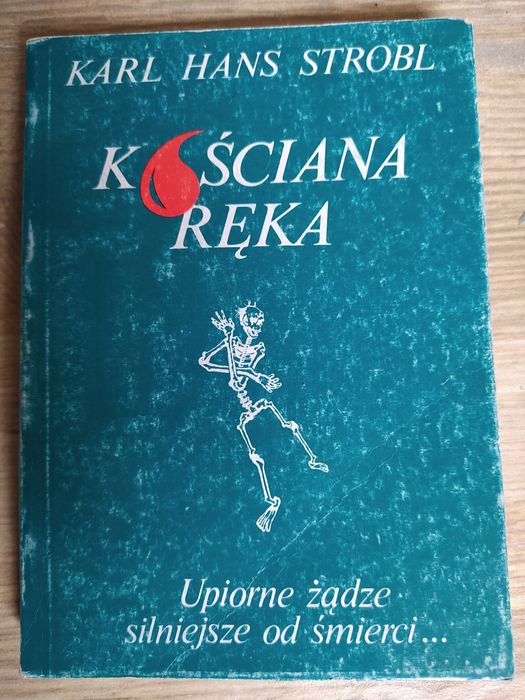 KARL HANS STROBL
KOŚCIANA
RĘKA
Upiorne żądze
silniejsze od śmierci...